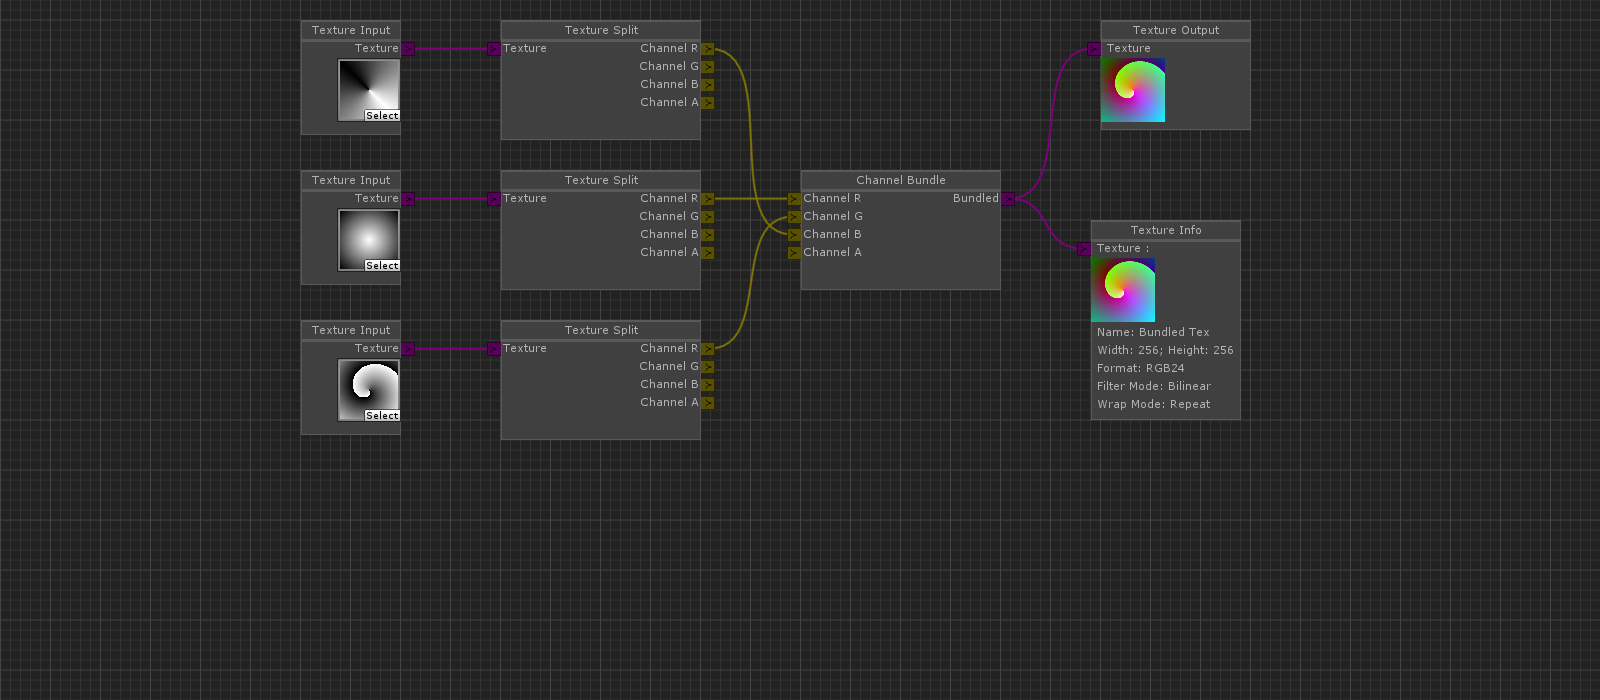 Texture Input
Texture
Select
Texture Split
Texture
Channel R
Channel G
Channel B
Channel A
Texture Input
Texture
Select
Texture Split
Texture
Channel R
Channel G
Channel B
Channel A
Texture Input
Texture
Select
Texture Split
Texture
Channel R
Channel G
Channel B
Channel A
Channel Bundle
Channel R
Bundled
Channel G
Channel B
Channel A
Texture Output
Texture
Texture Info
Texture :
Name: Bundled Tex
Width: 256; Height: 256
Format: RGB24
Filter Mode: Bilinear
Wrap Mode: Repeat